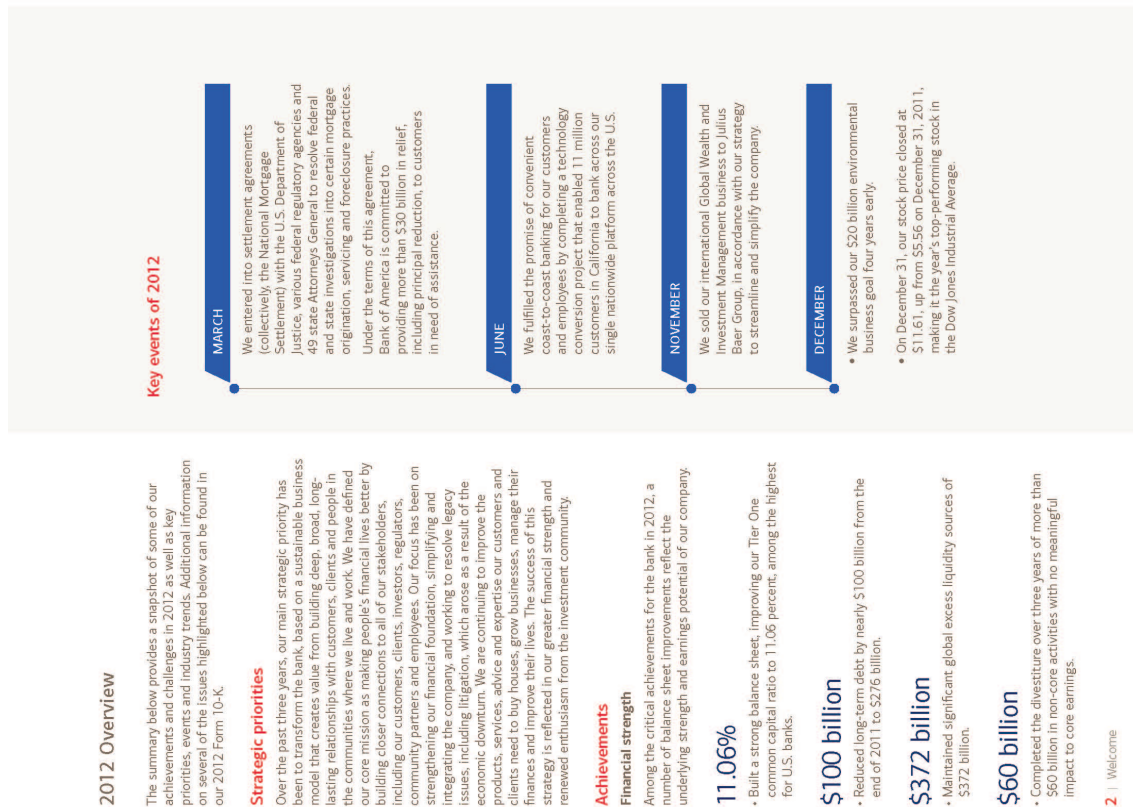 2012 Overview
The summary below provides a snapshot of some of our
achievements and challenges in 2012 as well as key
priorities, events and industry trends. Additional information
on several of the issues highlighted below can be found in
our 2012 Form 10-K.
Strategic priorities
Over the past three years, our main strategic priority has
been to transform the bank, based on a sustainable business
model that creates value from building deep, broad, long-
lasting relationships with customers, clients and people in
the communities where we live and work. We have defined
our core mission as making people's financial lives better by
building closer connections to all of our stakeholders,
including our customers, clients, investors, regulators,
community partners and employees. Our focus has been on
strengthening our financial foundation, simplifying and
integrating the company, and working to resolve legacy
issues, including litigation, which arose as a result of the
economic downturn. We are continuing to improve the
products, services, advice and expertise our customers and
clients need to buy houses, grow businesses, manage their
finances and improve their lives. The success of this
strategy is reflected in our greater financial strength and
renewed enthusiasm from the investment community.
Achievements
Financial strength
Among the critical achievements for the bank in 2012, a
number of balance sheet improvements reflect the
underlying strength and earnings potential of our company.
11.06%
• Built a strong balance sheet, improving our Tier One
common capital ratio to 11.06 percent, among the highest
for U.S. banks.
$100 billion
• Reduced long-term debt by nearly $100 billion from the
end of 2011 to $276 billion.
$372 billion
• Maintained significant global excess liquidity sources of
$372 billion.
$60 billion
• Completed the divestiture over three years of more than
$60 billion in non-core activities with no meaningful
impact to core earnings.
2 | Welcome
Key events of 2012
MARCH
We entered into settlement agreements
(collectively, the National Mortgage
Settlement) with the U.S. Department of
Justice, various federal regulatory agencies and
49 state Attorneys General to resolve federal
and state investigations into certain mortgage
origination, servicing and foreclosure practices.
Under the terms of this agreement,
Bank of America is committed to
providing more than $30 billion in relief,
including principal reduction, to customers
in need of assistance.
JUNE
We fulfilled the promise of convenient
coast-to-coast banking for our customers
and employees by completing a technology
conversion project that enabled 11 million
customers in California to bank across our
single nationwide platform across the U.S.
NOVEMBER
We sold our international Global Wealth and
Investment Management business to Julius
Baer Group, in accordance with our strategy
to streamline and simplify the company.
DECEMBER
• We surpassed our $20 billion environmental
business goal four years early.
• On December 31, our stock price closed at
$11.61, up from $5.56 on December 31, 2011,
making it the year's top-performing stock in
the Dow Jones Industrial Average.